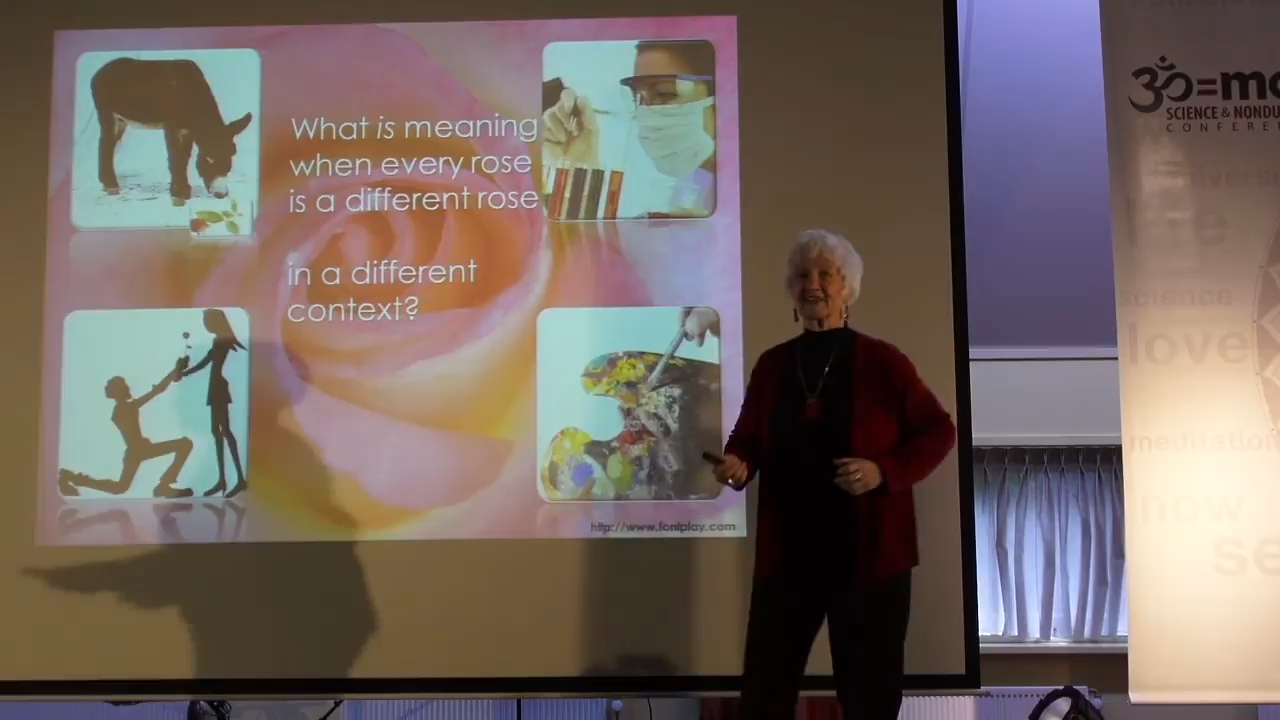 What is meaning
when every rose
is a different rose
in a different
context?
http://www.fontplay.com
ॐ=m
SCIENCE & NONDU
CONFERE
science
love
meditation
now
se